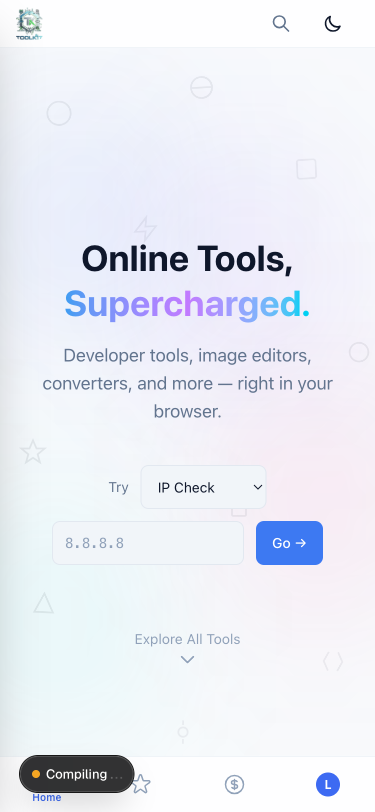 TOOLKIT
Online Tools,
Supercharged.
Developer tools, image editors,
converters, and more — right in your
browser.
Try
IP Check
8.8.8.8
Go →
Explore All Tools
Compiling ...
Home
L